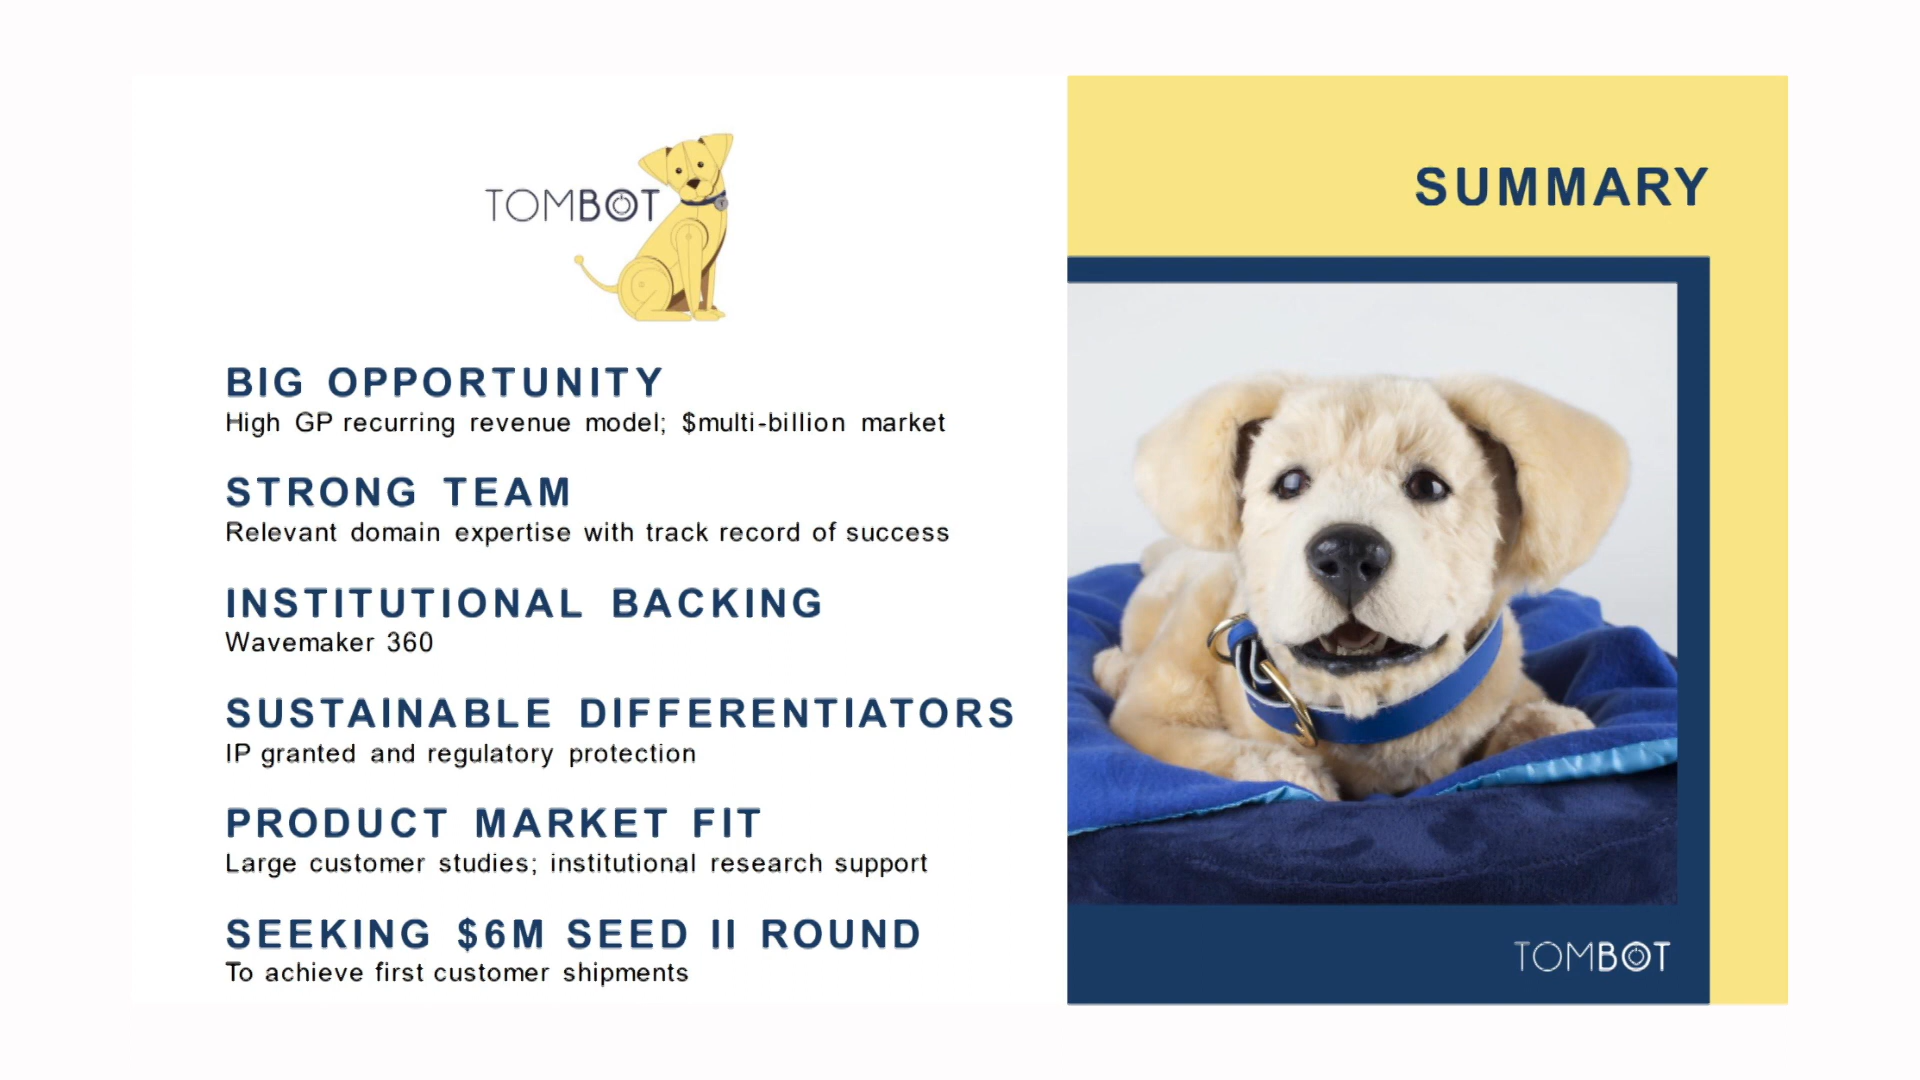 TOMBOT
BIG OPPORTUNITY
High GP recurring revenue model; $multi-billion market
STRONG TEAM
Relevant domain expertise with track record of success
INSTITUTIONAL BACKING
Wavemaker 360
SUSTAINABLE DIFFERENTIATORS
IP granted and regulatory protection
PRODUCT MARKET FIT
Large customer studies; institutional research support
SEEKING $6M SEED II ROUND
To achieve first customer shipments
SUMMARY
TOMBOT